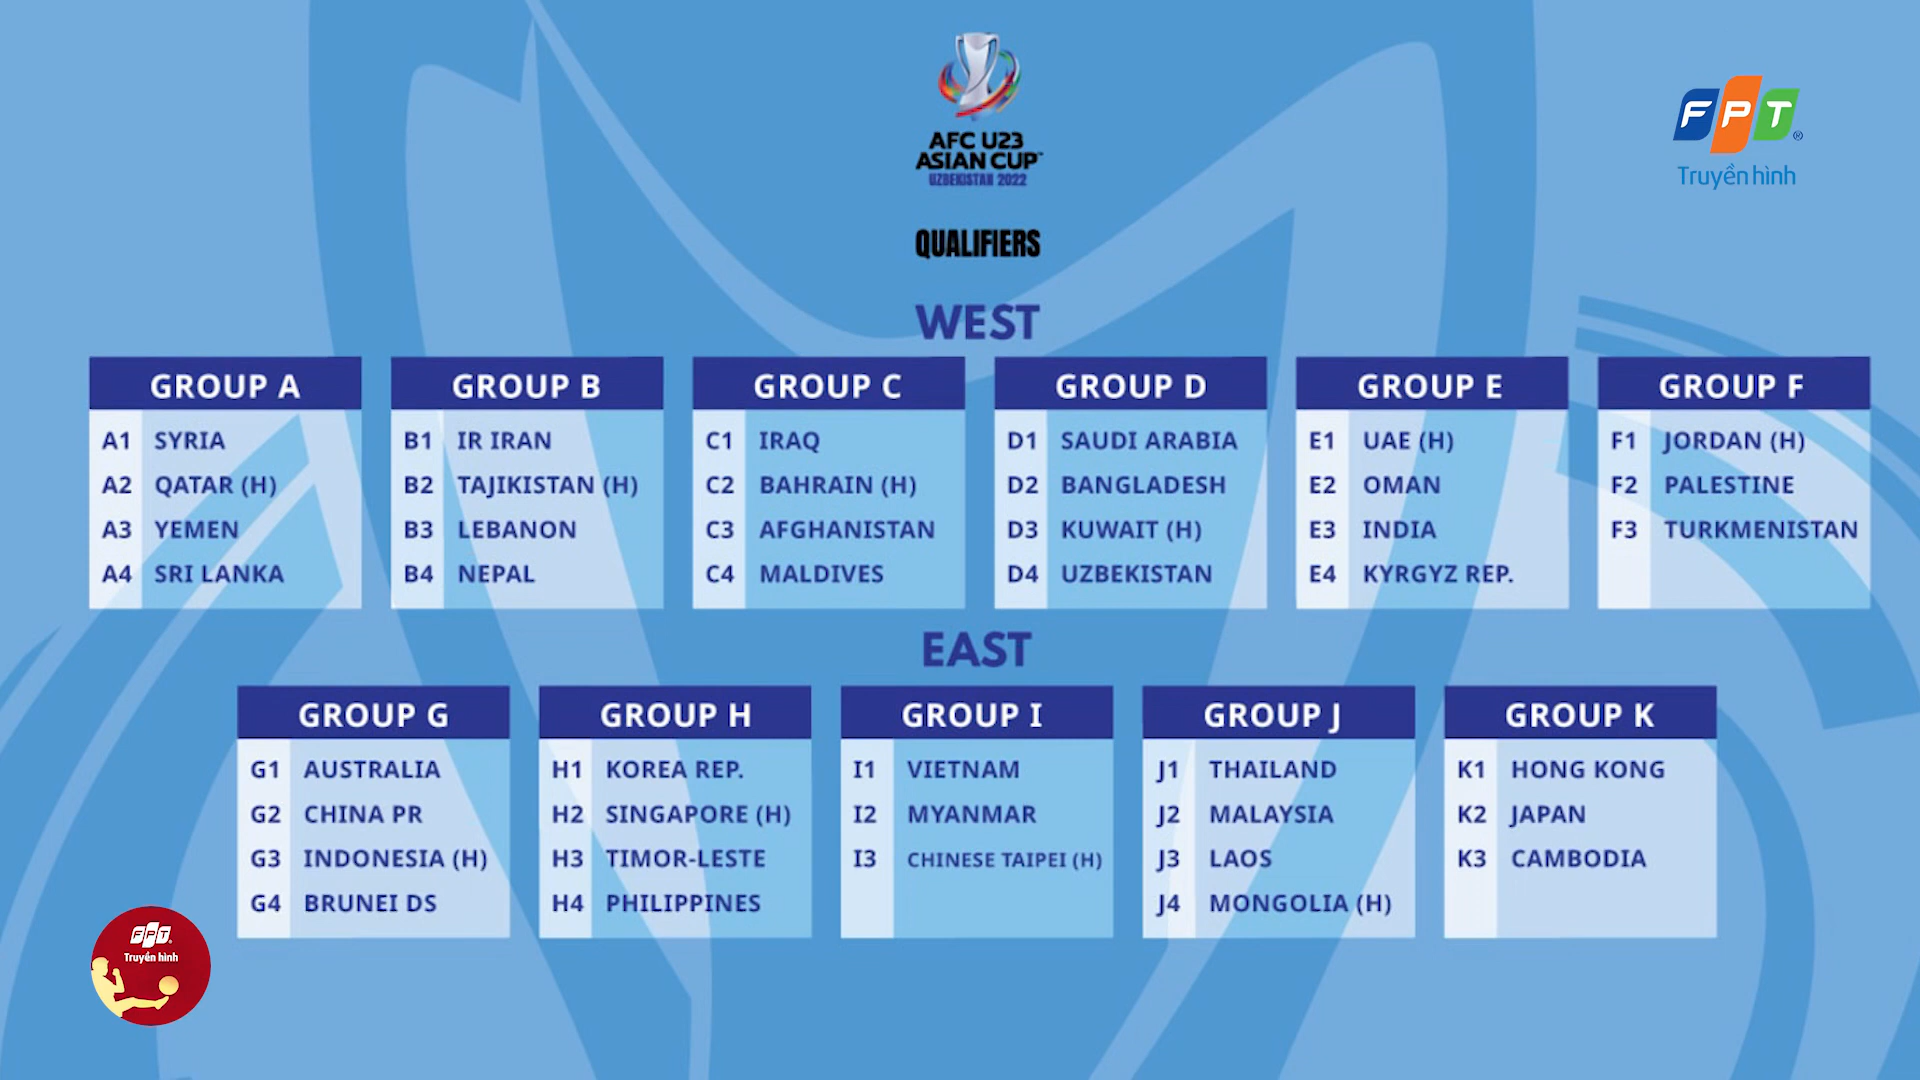 AFC U23
ASIAN CUP™
UZBEKISTAN 2022
FPT®
Truyền hình
QUALIFIERS
WEST
GROUP A
A1 SYRIA
A2 QATAR (H)
A3 YEMEN
A4 SRI LANKA
GROUP B
B1 IR IRAN
B2 TAJIKISTAN (H)
B3 LEBANON
B4 NEPAL
GROUP C
C1 IRAQ
C2 BAHRAIN (H)
C3 AFGHANISTAN
C4 MALDIVES
GROUP D
D1 SAUDI ARABIA
D2 BANGLADESH
D3 KUWAIT (H)
D4 UZBEKISTAN
GROUP E
E1 UAE (H)
E2 OMAN
E3 INDIA
E4 KYRGYZ REP.
GROUP F
F1 JORDAN (H)
F2 PALESTINE
F3 TURKMENISTAN
EAST
GROUP G
G1 AUSTRALIA
G2 CHINA PR
G3 INDONESIA (H)
G4 BRUNEI DS
GROUP H
H1 KOREA REP.
H2 SINGAPORE (H)
H3 TIMOR-LESTE
H4 PHILIPPINES
GROUP I
I1 VIETNAM
I2 MYANMAR
I3 CHINESE TAIPEI (H)
GROUP J
J1 THAILAND
J2 MALAYSIA
J3 LAOS
J4 MONGOLIA (H)
GROUP K
K1 HONG KONG
K2 JAPAN
K3 CAMBODIA
FPT®
Truyền hình